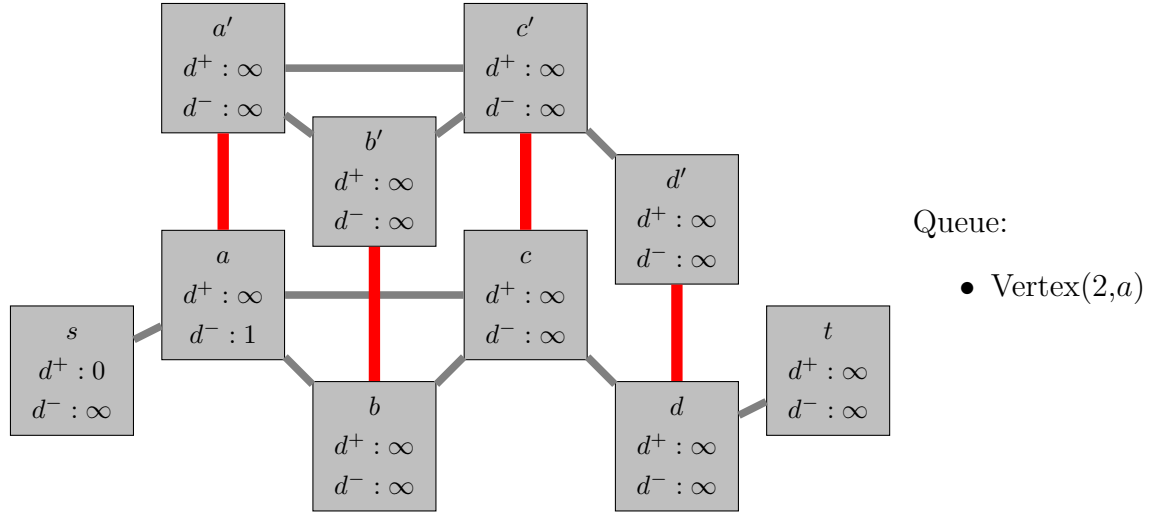 a′
d⁺ : ∞
d⁻ : ∞
c′
d⁺ : ∞
d⁻ : ∞
b′
d⁺ : ∞
d⁻ : ∞
d′
d⁺ : ∞
d⁻ : ∞
a
d⁺ : ∞
d⁻ : 1
c
d⁺ : ∞
d⁻ : ∞
s
d⁺ : 0
d⁻ : ∞
b
d⁺ : ∞
d⁻ : ∞
d
d⁺ : ∞
d⁻ : ∞
t
d⁺ : ∞
d⁻ : ∞
Queue:
• Vertex(2,a)